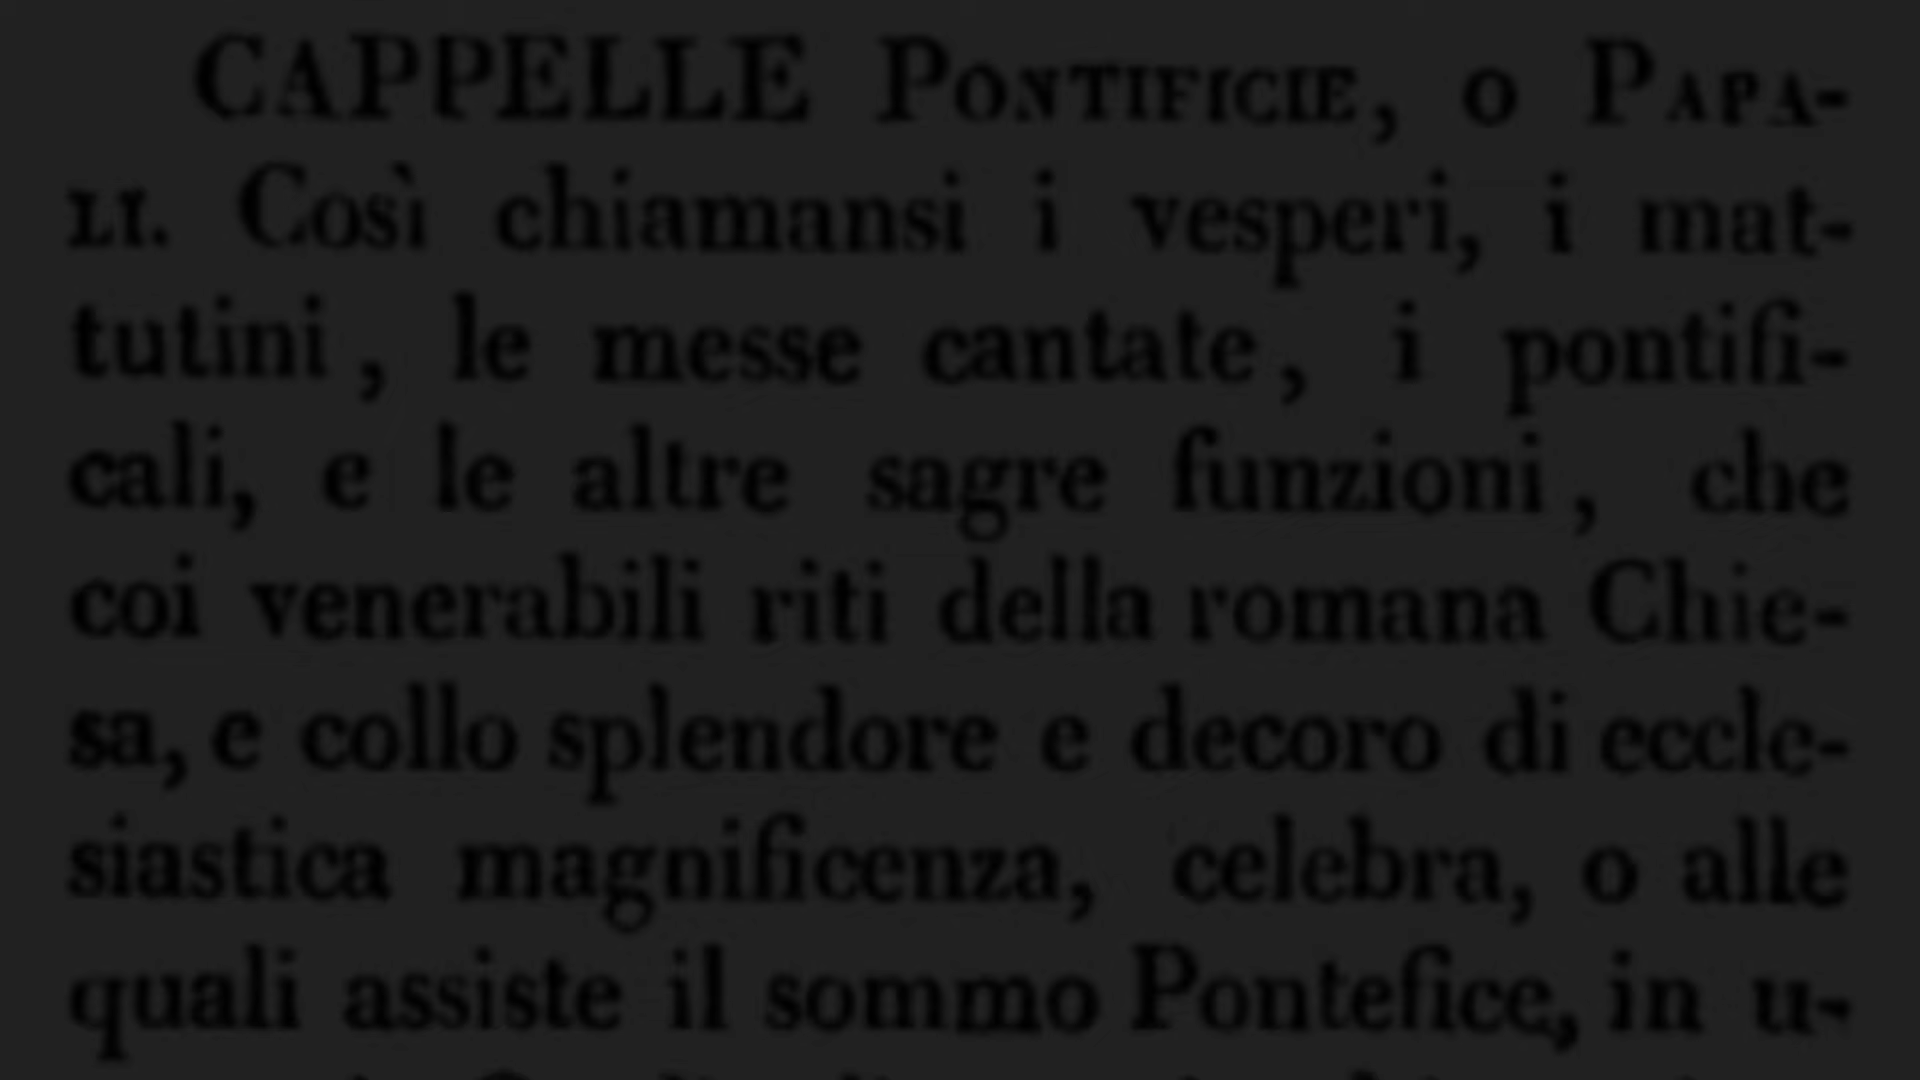 CAPPELLE PONTIFICIE, o PAPA-
LI. Così chiamansi i vesperi, i mat-
tutini, le messe cantate, i pontifi-
cali, e le altre sagre funzioni, che
coi venerabili riti della romana Chie-
sa, e collo splendore e decoro di eccle-
siastica magnificenza, celebra, o alle
quali assiste il sommo Pontefice, in u-